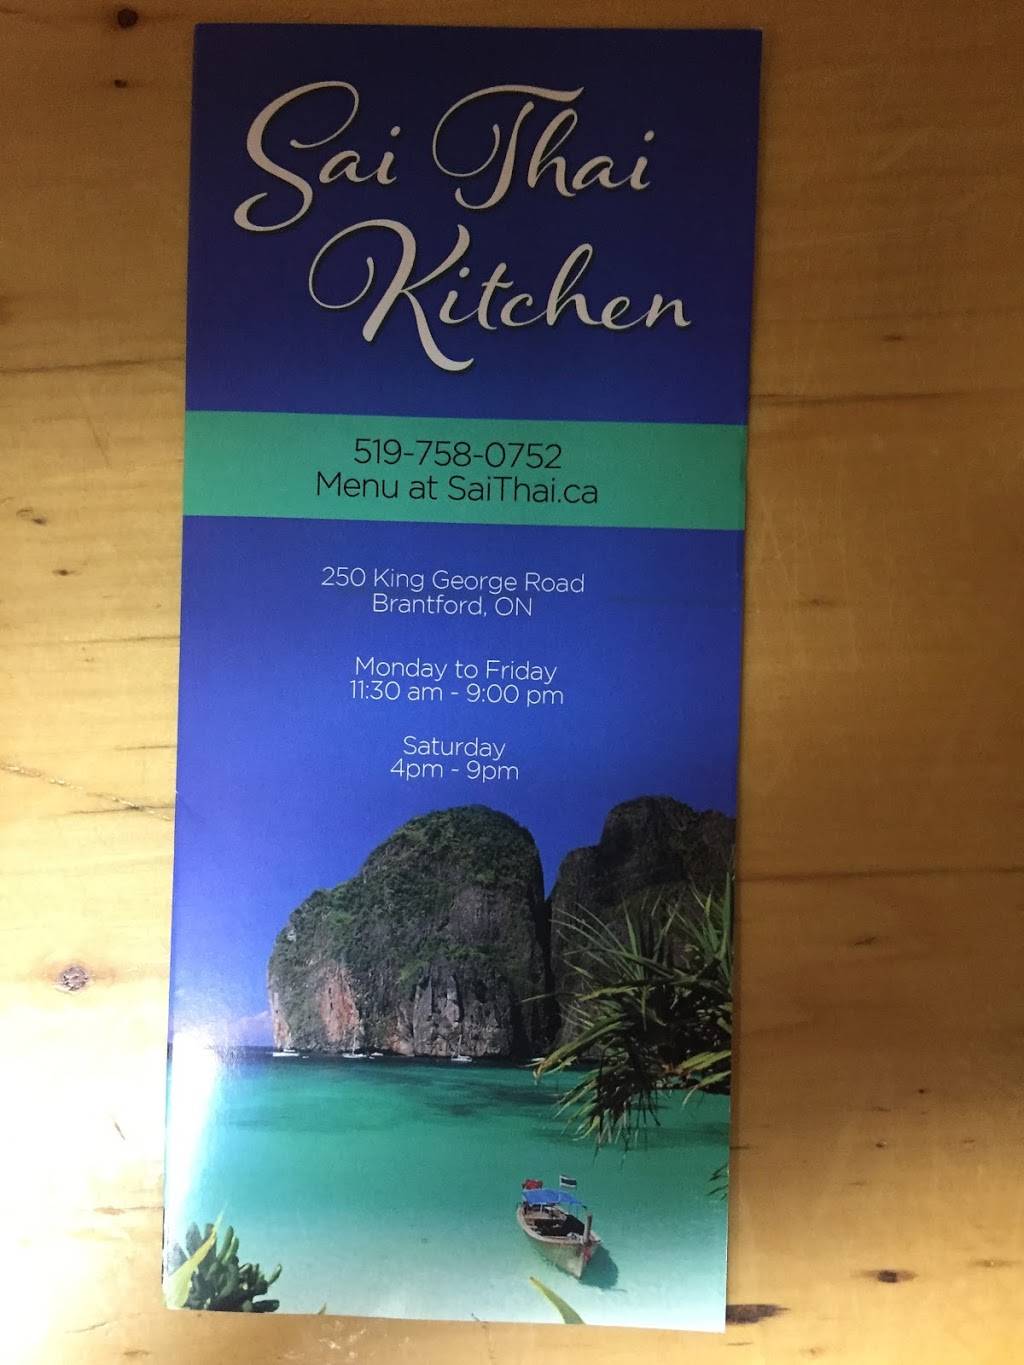 Sai Thai
Kitchen
519-758-0752
Menu at SaiThai.ca
250 King George Road
Brantford, ON
Monday to Friday
11:30 am - 9:00 pm
Saturday
4pm - 9pm